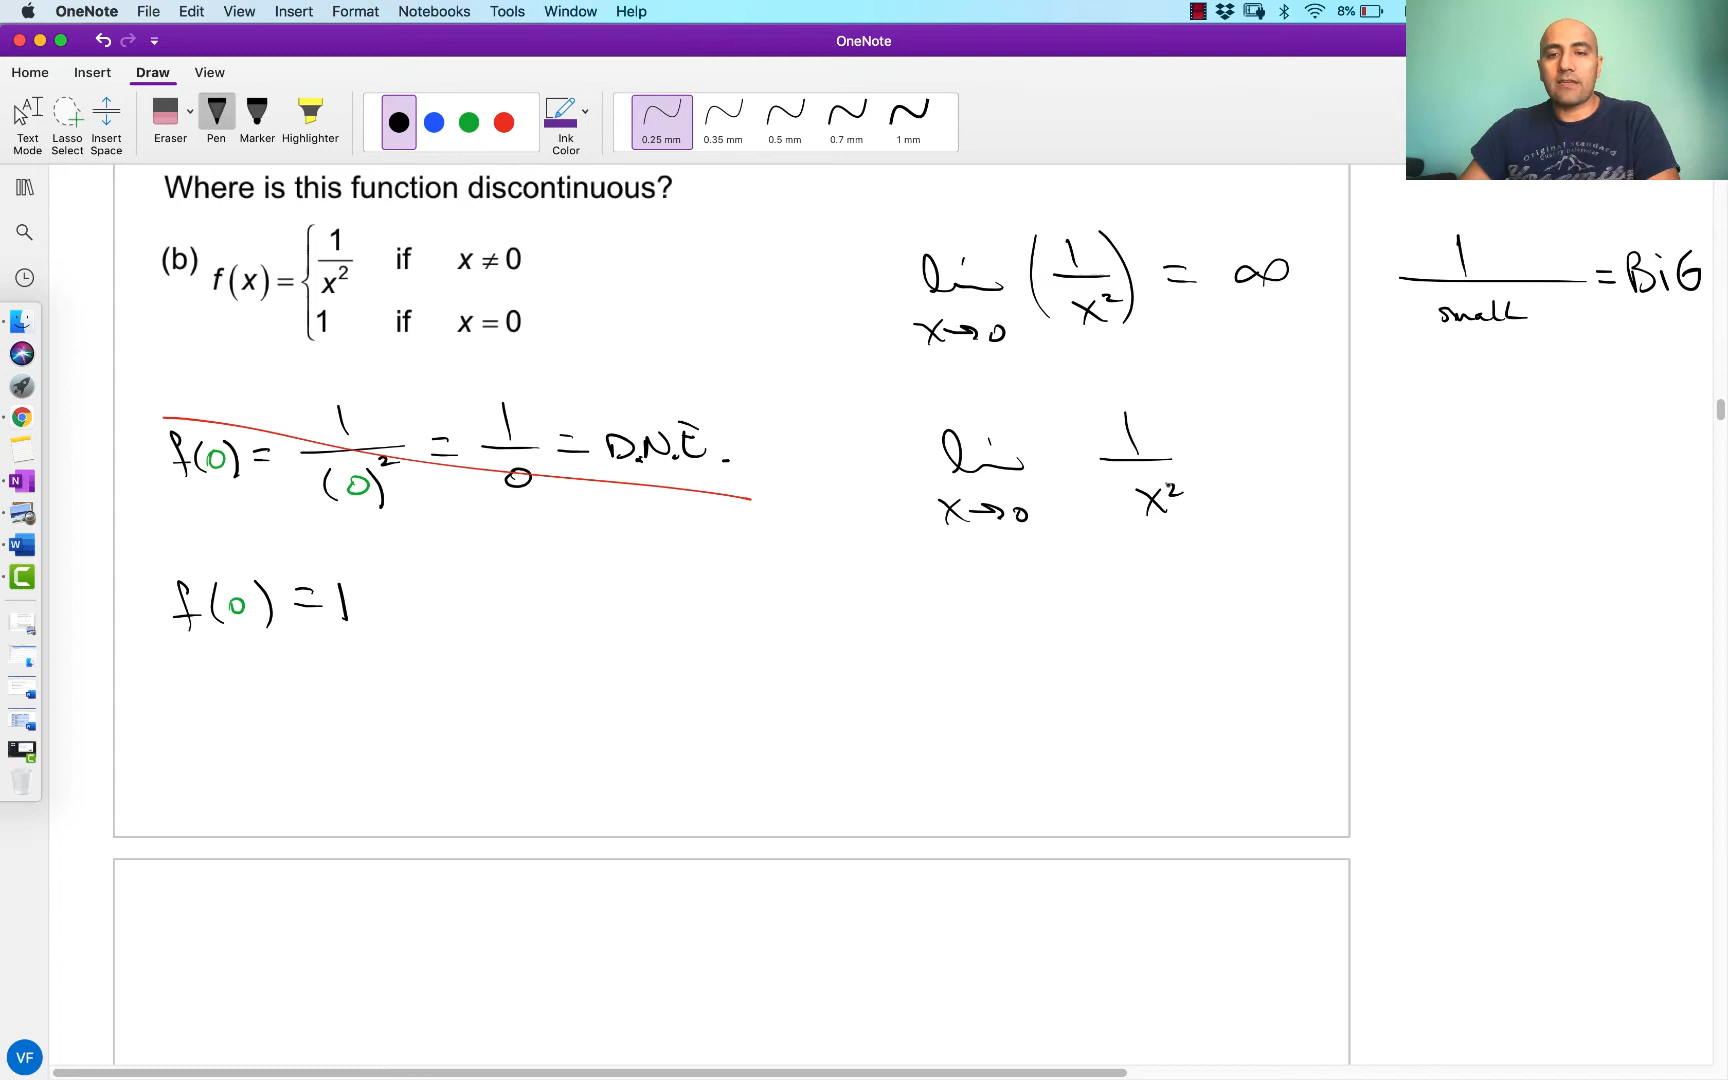 OneNote File Edit View Insert Format Notebooks Tools Window Help 8%
OneNote
Home Insert Draw View
Text Mode Lasso Select Insert Space Eraser Pen Marker Highlighter 0.25 mm 0.35 mm 0.5 mm 0.7 mm 1 mm Ink Color
Original standard
Where is this function discontinuous?
(b) f(x) = { 1/x² if x ≠ 0
1 if x = 0
lim x→0 (1/x²) = ∞
1/small = BiG
f(0) = 1/(0)² = 1/0 = D.N.E.
lim x→0 1/x²
f(0) = 1
VF